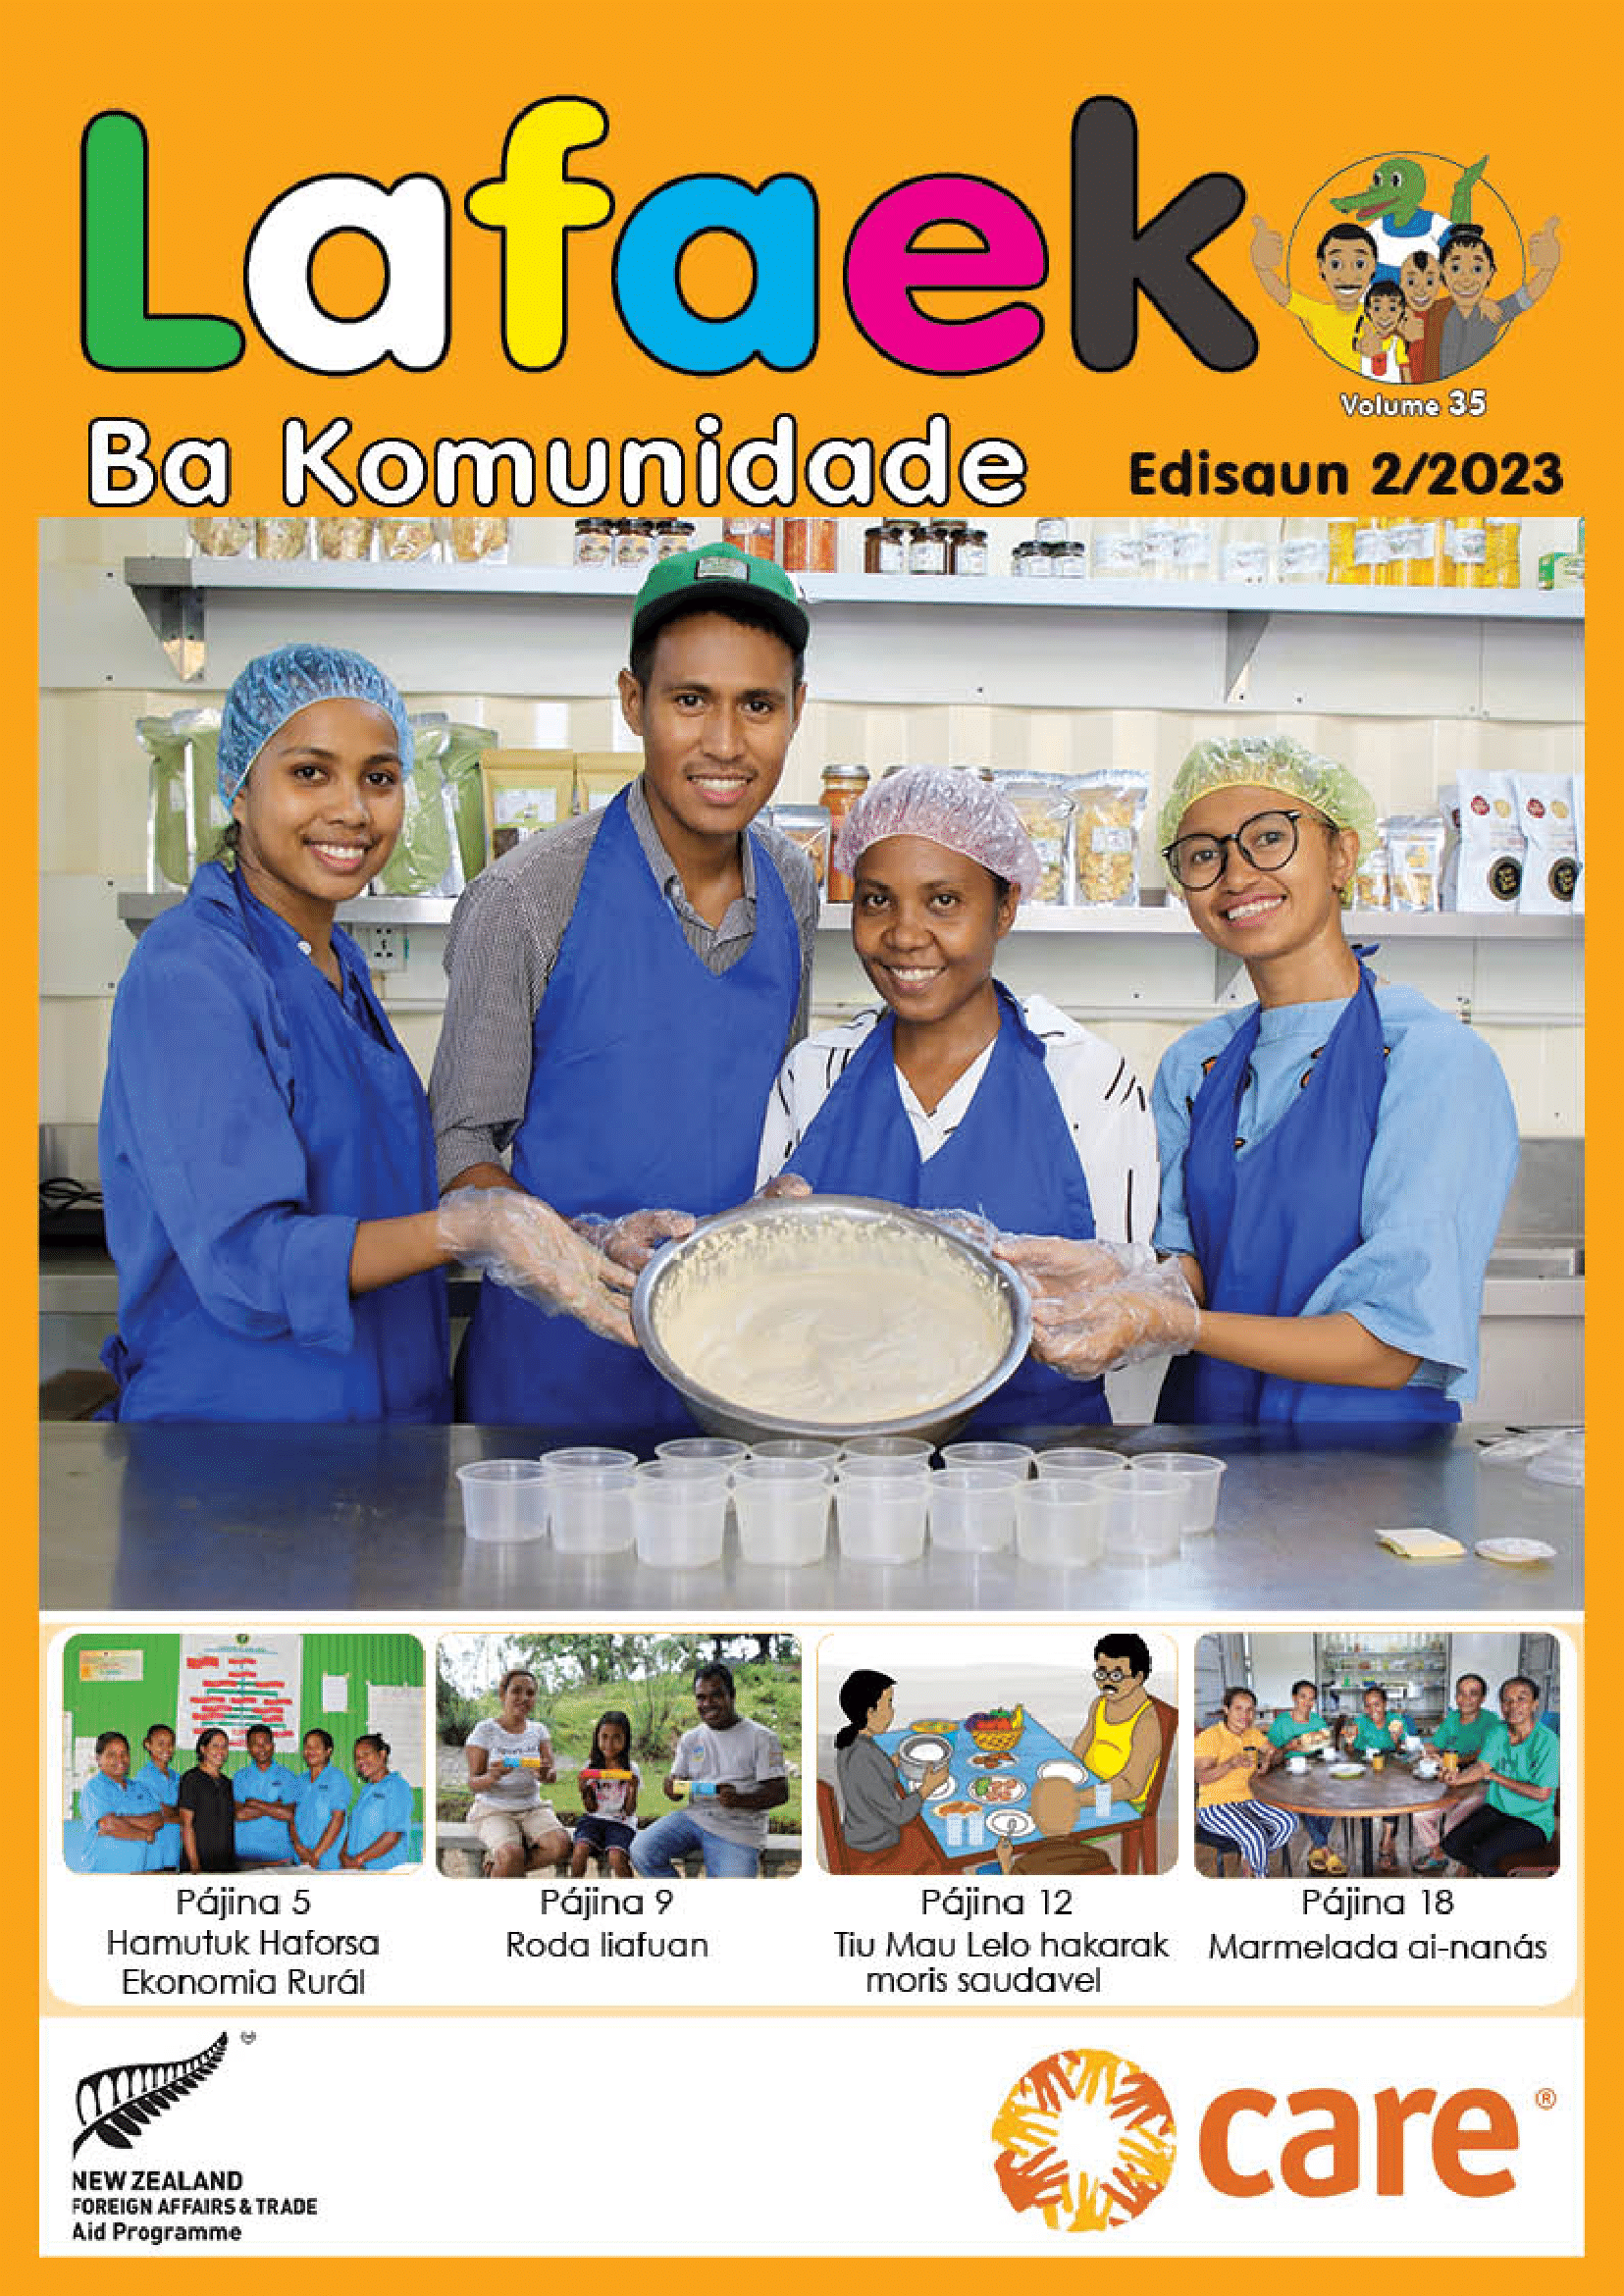 Lafaek
Volume 35
Ba Komunidade
Edisaun 2/2023
Pájina 5
Hamutuk Haforsa
Ekonomia Rurál
Pájina 9
Roda liafuan
Pájina 12
Tiu Mau Lelo hakarak
moris saudavel
Pájina 18
Marmelada ai-nanás
NEW ZEALAND
FOREIGN AFFAIRS & TRADE
Aid Programme
care®